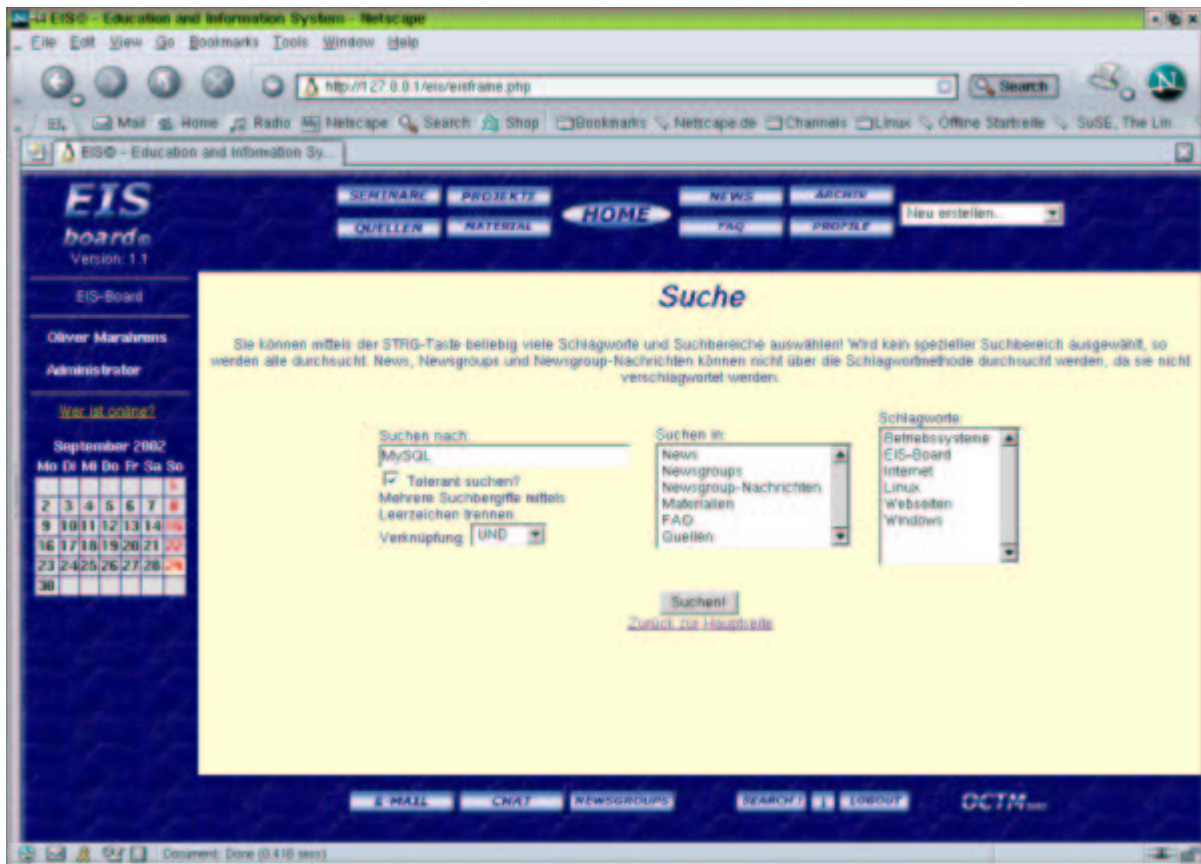 EIS© - Education and Information System - Netscape
File Edit View Go Bookmarks Tools Window Help
http://127.0.0.1/eis/eisframe.php
Search
Mail Home Radio Netscape Search Shop Bookmarks Netscape.de Channels Linux Offline Startseite SuSE, The Lin...
EIS© - Education and Information Sy...
EIS
board©
Version: 1.1
SEMINARE PROJEKTE HOME NEWS ARCHIV
QUELLEN MATERIAL FAQ PROFILE
Neu erstellen...
EIS-Board
Oliver Marahrens
Administrator
Wer ist online?
September 2002
Mo Di Mi Do Fr Sa So
1
2 3 4 5 6 7 8
9 10 11 12 13 14 15
16 17 18 19 20 21 22
23 24 25 26 27 28 29
30
Suche
Sie können mittels der STRG-Taste beliebig viele Schlagworte und Suchbereiche auswählen! Wird kein spezieller Suchbereich ausgewählt, so
werden alle durchsucht. News, Newsgroups und Newsgroup-Nachrichten können nicht über die Schlagwortmethode durchsucht werden, da sie nicht
verschlagwortet werden.
Suchen nach:
MySQL
Tolerant suchen?
Mehrere Suchbergiffe mittels
Leerzeichen trennen
Verknüpfung: UND
Suchen in:
News
Newsgroups
Newsgroup-Nachrichten
Materialien
FAQ
Quellen
Schlagworte:
Betriebssysteme
EIS-Board
Internet
Linux
Webseiten
Windows
Suchen!
Zurück zur Hauptseite
E-MAIL CHAT NEWSGROUPS SEARCH! i LOGOUT OCTM
Document: Done (0.416 secs)